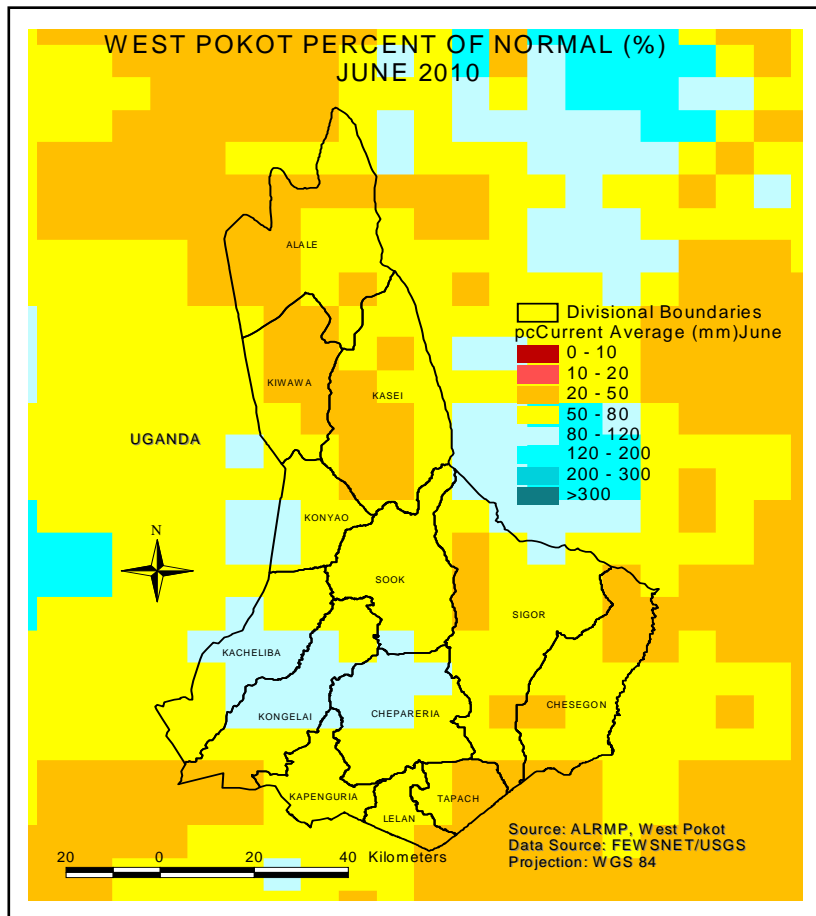 WEST POKOT PERCENT OF NORMAL (%)
JUNE 2010
ALALE
Divisional Boundaries
pcCurrent Average (mm)June
0 - 10
10 - 20
20 - 50
50 - 80
80 - 120
120 - 200
200 - 300
>300
KIWAWA
KASEI
UGANDA
KONYAO
N
SOOK
SIGOR
KACHELIBA
KONGELAI
CHEPARERIA
CHESEGON
KAPENGURIA
TAPACH
LELAN
Source: ALRMP, West Pokot
Data Source: FEWSNET/USGS
Projection: WGS 84
20 0 20 40 Kilometers